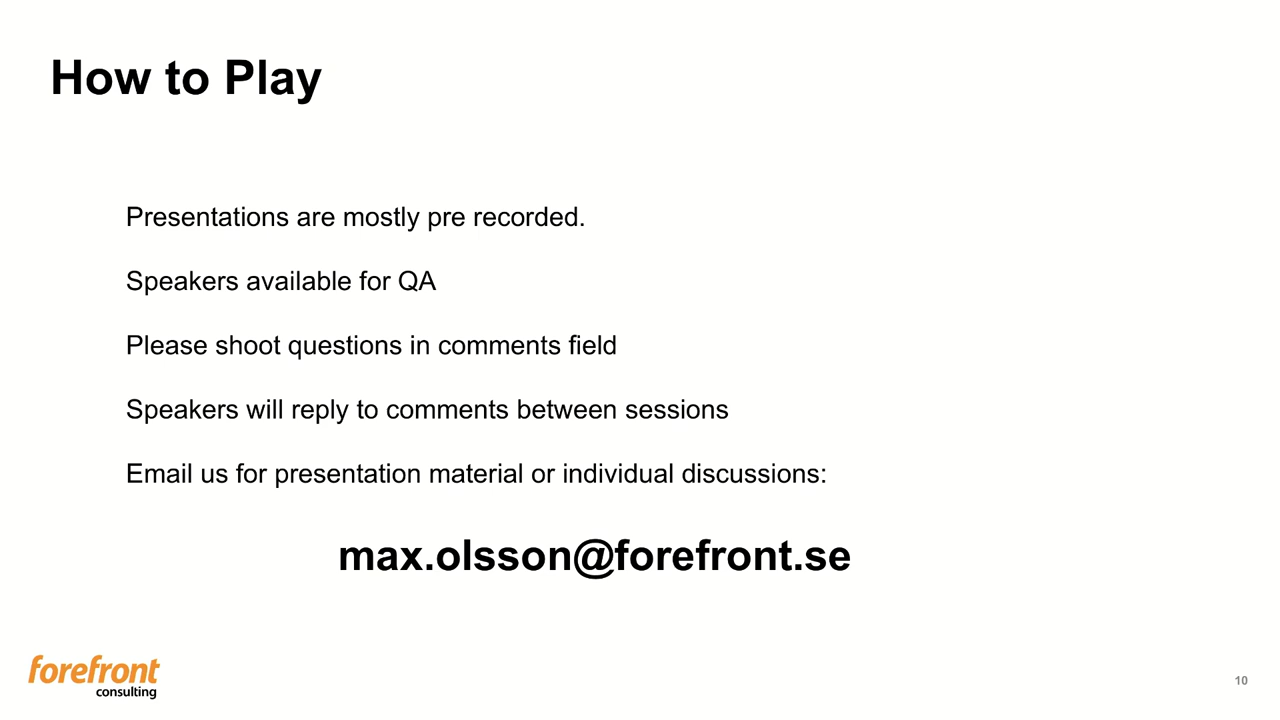 How to Play
Presentations are mostly pre recorded.
Speakers available for QA
Please shoot questions in comments field
Speakers will reply to comments between sessions
Email us for presentation material or individual discussions:
max.olsson@forefront.se
forefront
consulting
10